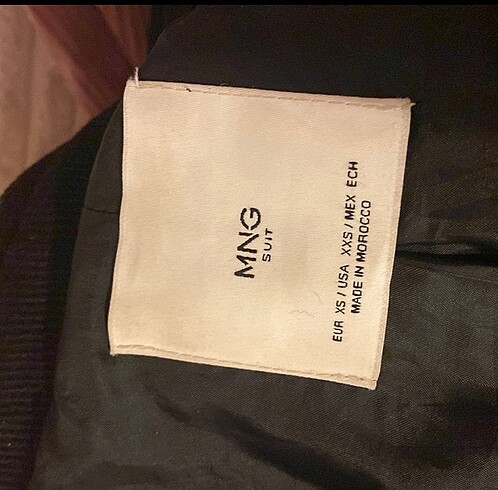 MNG
SUIT
EUR XS / USA XXS / MEX ECH
MADE IN MOROCCO